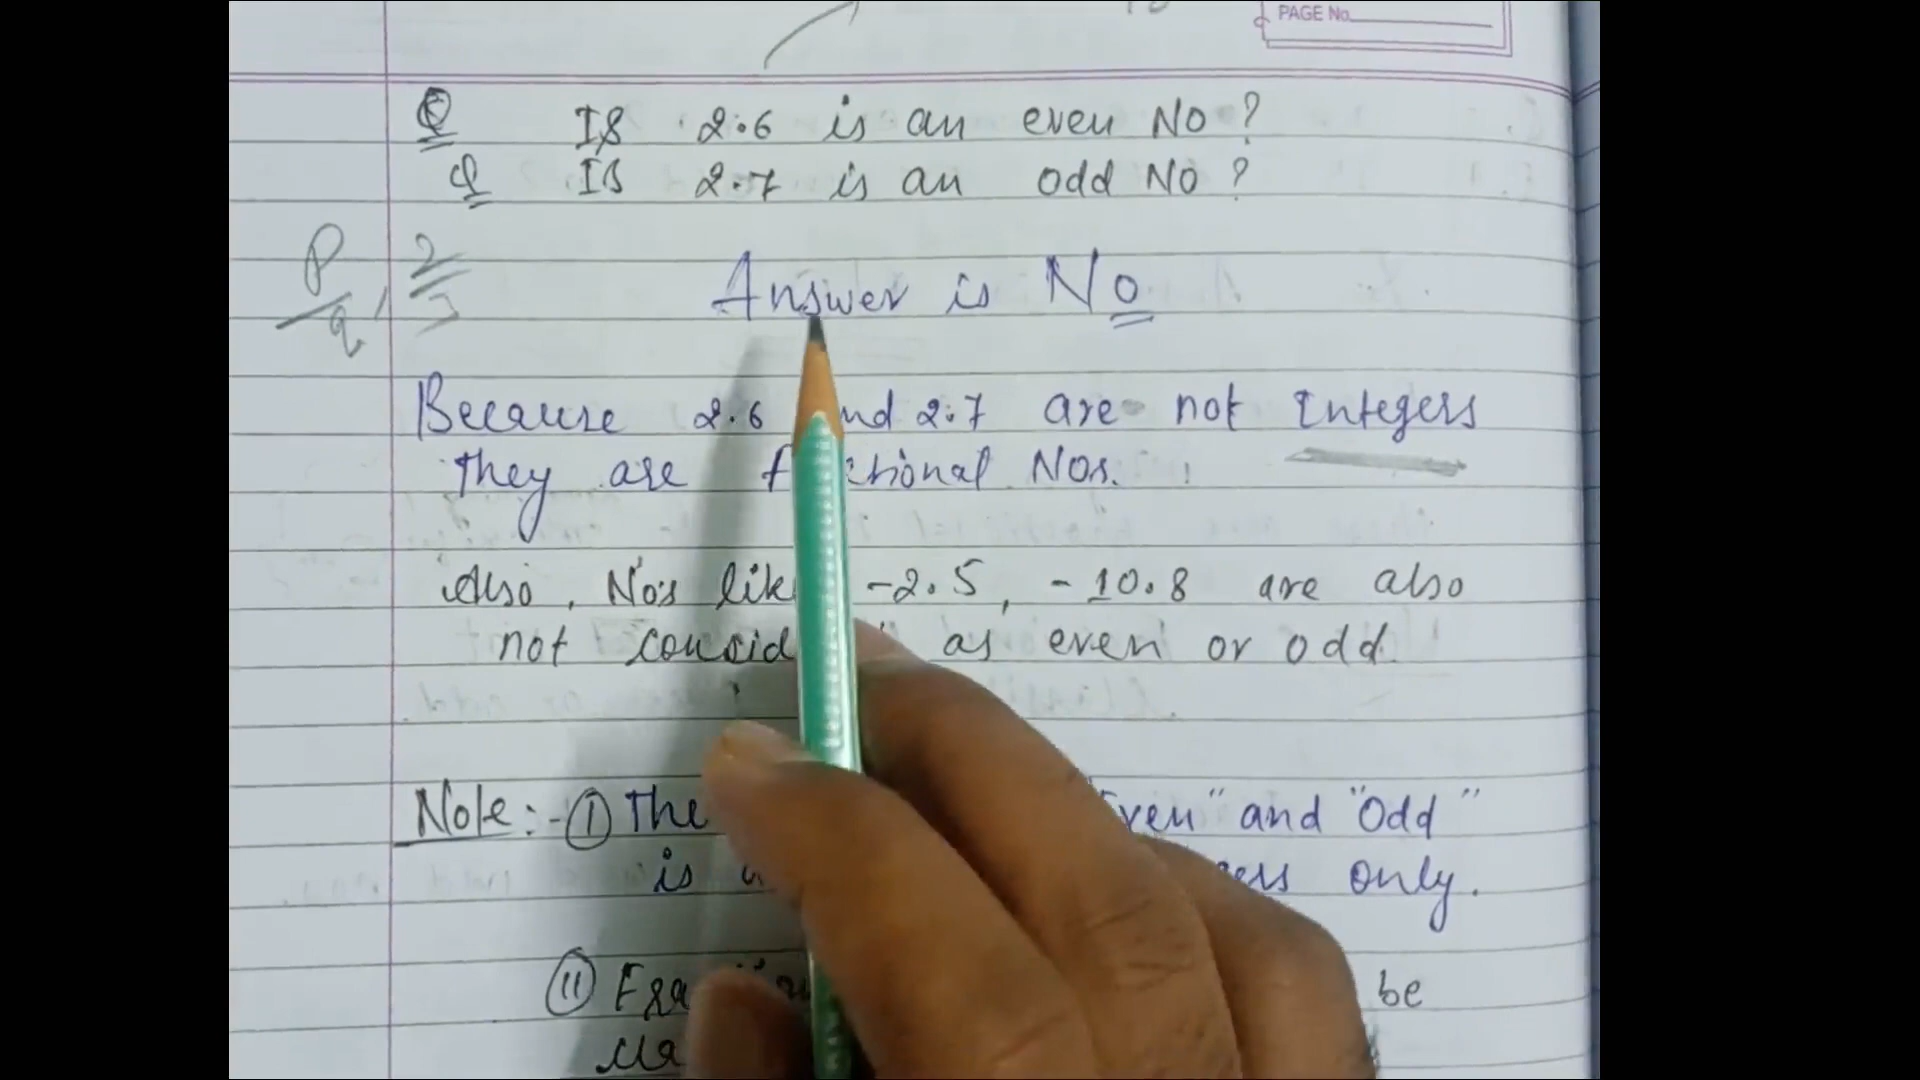 PAGE No.
Q Is 2.6 is an even No?
Q Is 2.7 is an odd No?
P/q, 2
Answer is No
Because 2.6 and 2.7 are not Integers
They are Nos.
Also, No's like -2.5, -10.8 are also
not as even or odd
Note:- (I) The "Even" and "Odd"
is only.
(II) be